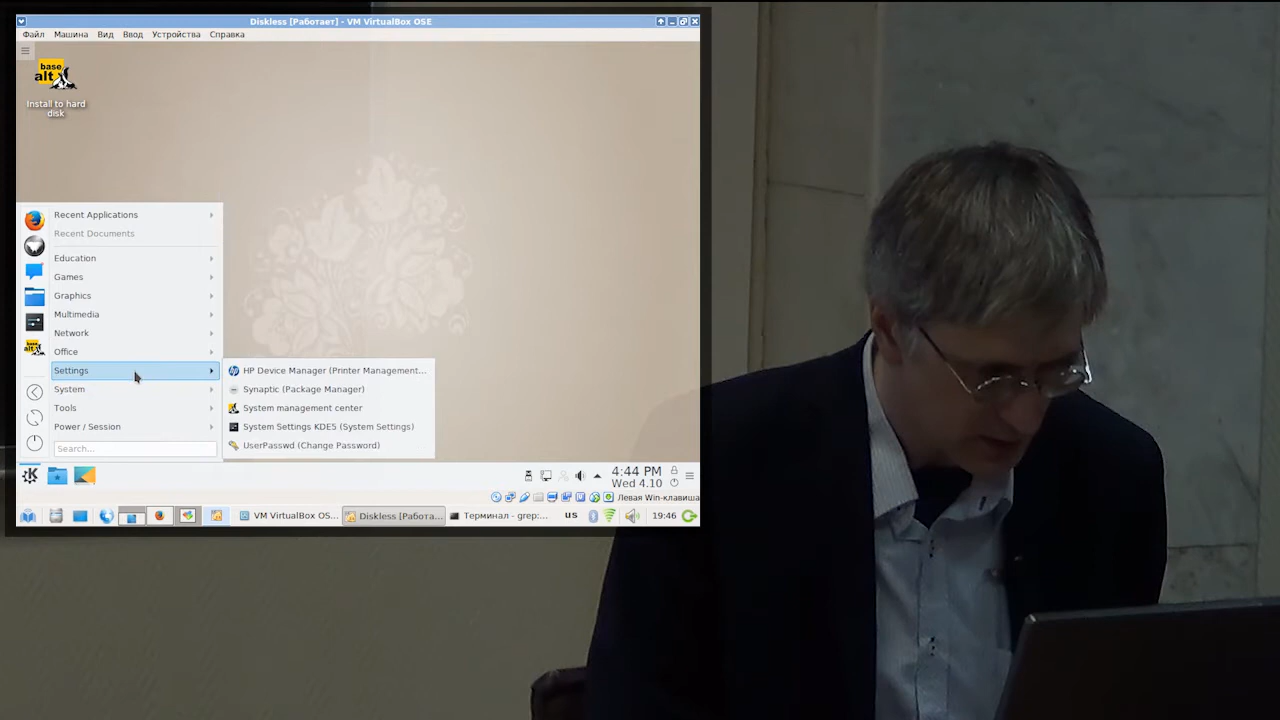 Diskless [Работает] - VM VirtualBox OSE
Файл Машина Вид Ввод Устройства Справка
base
alt
Install to hard
disk
Recent Applications
Recent Documents
Education
Games
Graphics
Multimedia
Network
Office
Settings
System
Tools
Power / Session
Search...
HP Device Manager (Printer Management...
Synaptic (Package Manager)
System management center
System Settings KDE5 (System Settings)
UserPasswd (Change Password)
4:44 PM
Wed 4.10
Левая Win-клавиша
VM VirtualBox OS... Diskless [Работа... Терминал - grep:... us 19:46